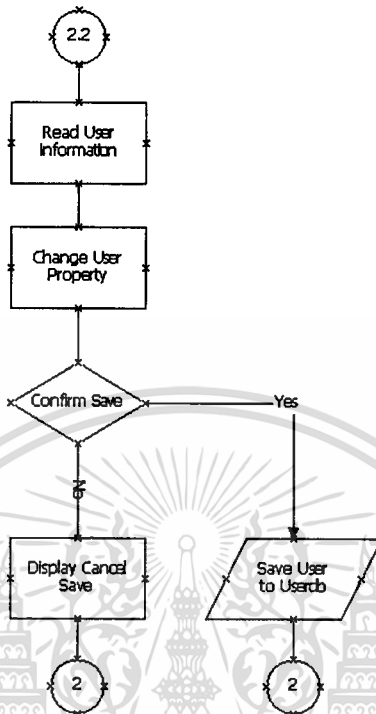 2.2
Read User
Information
Change User
Property
Confirm Save
Yes
No
Display Cancel
Save
Save User
to Userdb
2
2